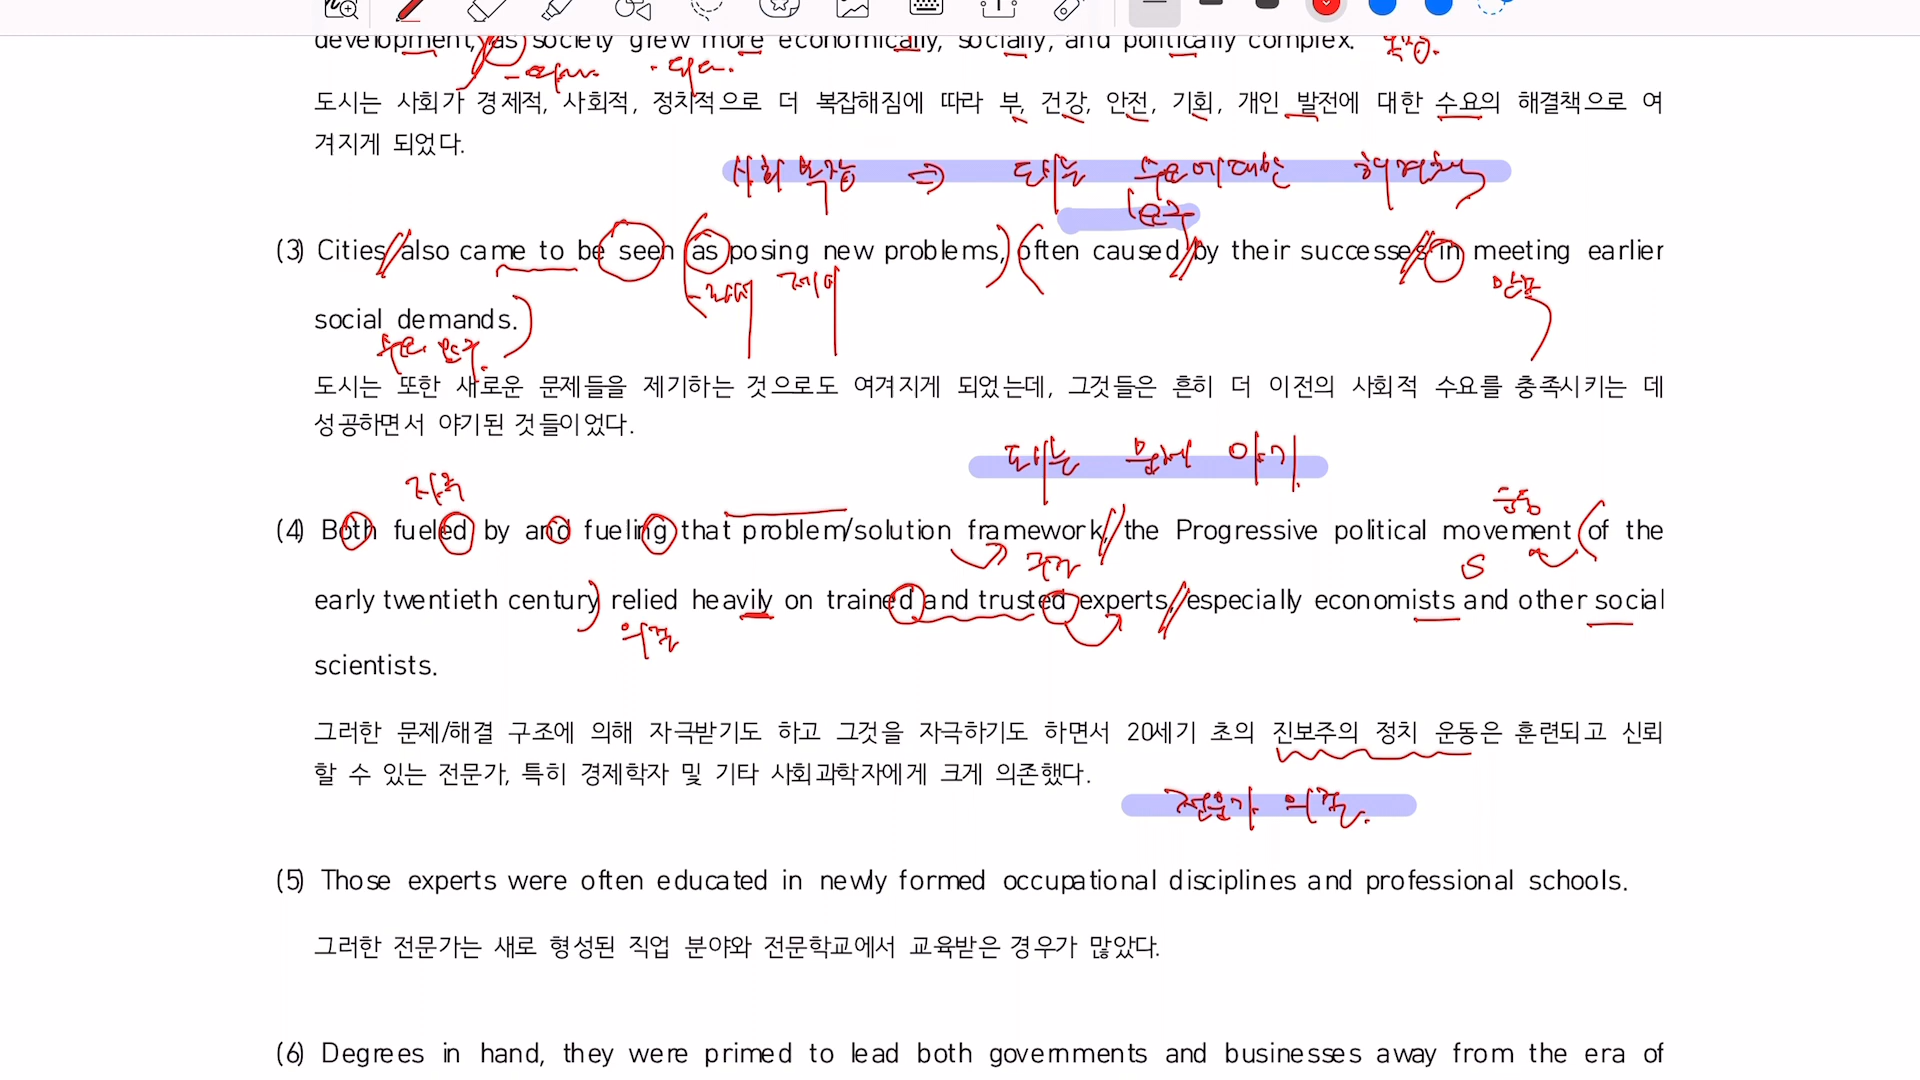 development, as society grew more economically, socially, and politically complex.
도시는 사회가 경제적, 사회적, 정치적으로 더 복잡해짐에 따라 부, 건강, 안전, 기회, 개인 발전에 대한 수요의 해결책으로 여
겨지게 되었다.
사회 복잡 ⇒ 도시는 수요에 대한 해결책
요구
(3) Cities also came to be seen as posing new problems, often caused by their successes in meeting earlier
제기
만족
social demands.
수요 요구.
도시는 또한 새로운 문제들을 제기하는 것으로도 여겨지게 되었는데, 그것들은 흔히 더 이전의 사회적 수요를 충족시키는 데
성공하면서 야기된 것들이었다.
도시는 문제 야기.
자극
운동
(4) Both fueled by and fueling that problem/solution framework, the Progressive political movement of the
구조
S
early twentieth century relied heavily on trained and trusted experts, especially economists and other social
의존
scientists.
그러한 문제/해결 구조에 의해 자극받기도 하고 그것을 자극하기도 하면서 20세기 초의 진보주의 정치 운동은 훈련되고 신뢰
할 수 있는 전문가, 특히 경제학자 및 기타 사회과학자에게 크게 의존했다.
전문가 의존.
(5) Those experts were often educated in newly formed occupational disciplines and professional schools.
그러한 전문가는 새로 형성된 직업 분야와 전문학교에서 교육받은 경우가 많았다.
(6) Degrees in hand, they were primed to lead both governments and businesses away from the era of